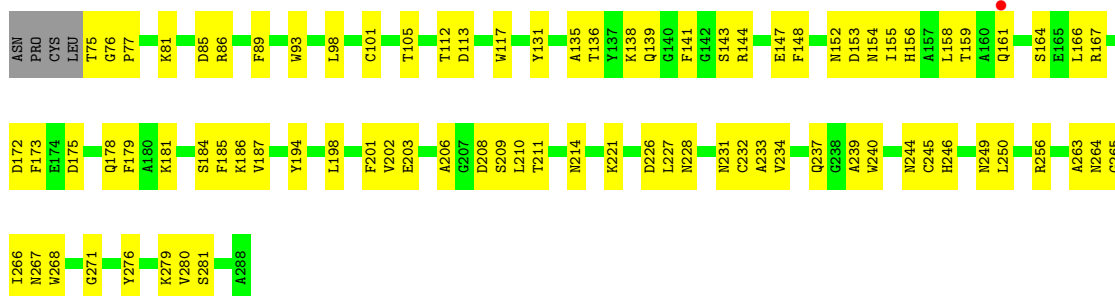 ASN PRO CYS LEU T75 G76 P77 K81 D85 R86 F89 W93 L98 C101 T105 T112 D113 W117 Y131 A135 T136 Y137 K138 Q139 G140 F141 G142 S143 R144 E147 F148 N152 D153 N154 I155 H156 A157 L158 T159 A160 Q161 S164 E165 L166 R167
D172 F173 E174 D175 Q178 F179 A180 K181 S184 F185 K186 V187 Y194 L198 F201 V202 E203 A206 G207 D208 S209 L210 T211 N214 K221 D226 L227 N228 N231 C232 A233 V234 Q237 G238 A239 W240 N244 C245 H246 N249 L250 R256 A263 N264 G265
I266 N267 W268 G271 Y276 K279 V280 S281 A288